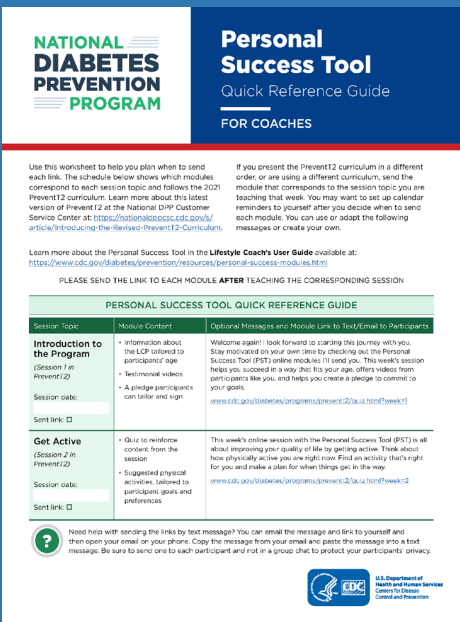 NATIONAL
DIABETES
PREVENTION
PROGRAM
Personal
Success Tool
Quick Reference Guide
FOR COACHES
Use this worksheet to help you plan when to send
each link. The schedule below shows which modules
correspond to each session topic and follows the 2021
PreventT2 curriculum. Learn more about this latest
version of PreventT2 at the National DPP Customer
Service Center at: https://nationaldppcsc.cdc.gov/s/
article/Introducing-the-Revised-PreventT2-Curriculum.
If you present the PreventT2 curriculum in a different
order, or are using a different curriculum, send the
module that corresponds to the session topic you are
teaching that week. You may want to set up calendar
reminders to yourself after you decide when to send
each module. You can use or adapt the following
messages or create your own.
Learn more about the Personal Success Tool in the Lifestyle Coach's User Guide available at:
https://www.cdc.gov/diabetes/prevention/resources/personal-success-modules.html
PLEASE SEND THE LINK TO EACH MODULE AFTER TEACHING THE CORRESPONDING SESSION
PERSONAL SUCCESS TOOL QUICK REFERENCE GUIDE
Session Topic
Module Content
Optional Messages and Module Link to Text/Email to Participants
Introduction to
the Program
(Session 1 in
PreventT2)
Session date:
Sent link: ☐
• Information about
the LCP tailored to
participants' age
• Testimonial videos
• A pledge participants
can tailor and sign
Welcome again! I look forward to starting this journey with you.
Stay motivated on your own time by checking out the Personal
Success Tool (PST) online modules I'll send you. This week's session
helps you succeed in a way that fits your age, offers videos from
participants like you, and helps you create a pledge to commit to
your goals.
www.cdc.gov/diabetes/programs/prevent2/quiz.html?week=1
Get Active
(Session 2 in
PreventT2)
Session date:
Sent link: ☐
• Quiz to reinforce
content from the
session
• Suggested physical
activities, tailored to
participant goals and
preferences
This week's online session with the Personal Success Tool (PST) is all
about improving your quality of life by getting active. Think about
how physically active you are right now. Find an activity that's right
for you and make a plan for when things get in the way.
www.cdc.gov/diabetes/programs/prevent2/quiz.html?week=2
?
Need help with sending the links by text message? You can email the message and link to yourself and
then open your email on your phone. Copy the message from your email and paste the message into a text
message. Be sure to send one to each participant and not in a group chat to protect your participants' privacy.
CDC
U.S. Department of
Health and Human Services
Centers for Disease
Control and Prevention